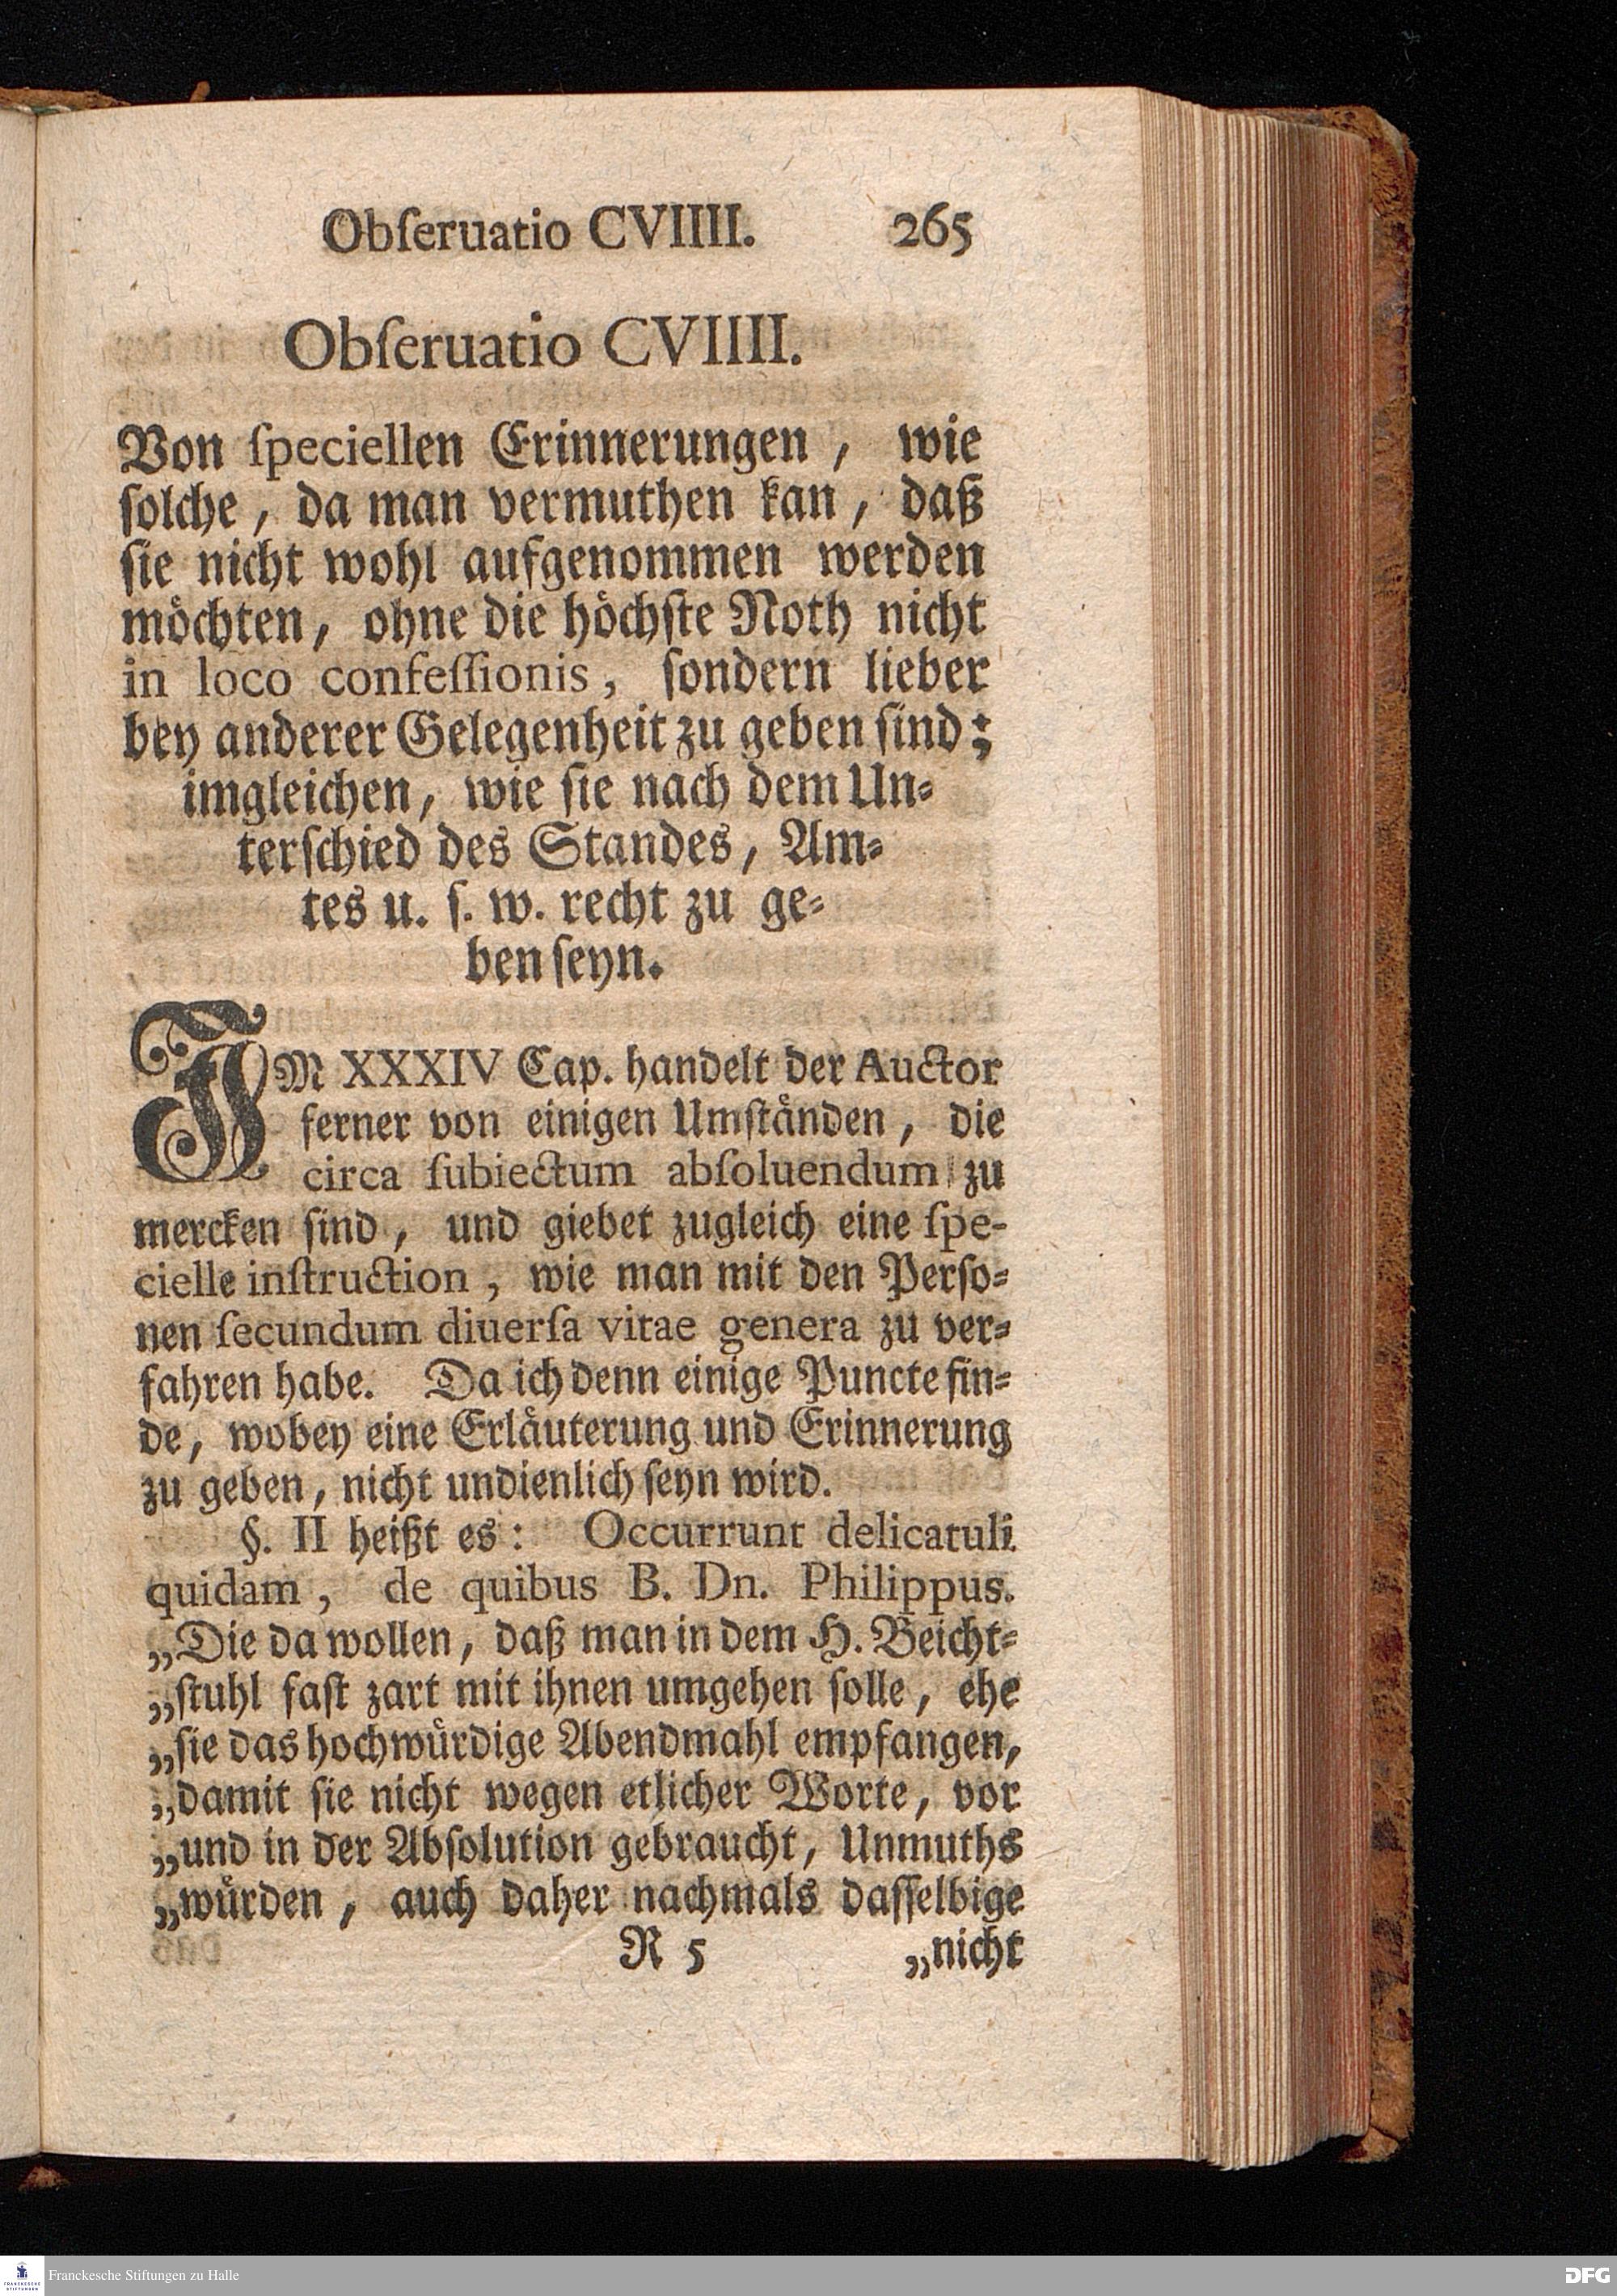 Obſeruatio CVIIII. 265
Obſeruatio CVIIII.
Von ſpeciellen Erinnerungen, wie
ſolche, da man vermuthen kan, daß
ſie nicht wohl aufgenommen werden
möchten, ohne die höchſte Noth nicht
in loco confeſſionis, ſondern lieber
bey anderer Gelegenheit zu geben ſind;
imgleichen, wie ſie nach dem Un-
terſchied des Standes, Am-
tes u. ſ. w. recht zu ge-
ben ſeyn.
IM XXXIV Cap. handelt der Auctor
ferner von einigen Umſtänden, die
circa ſubiectum abſoluendum zu
mercken ſind, und giebet zugleich eine ſpe-
cielle inſtruction, wie man mit den Perſo-
nen ſecundum diuerſa vitae genera zu ver-
fahren habe. Da ich denn einige Puncte fin-
de, wobey eine Erläuterung und Erinnerung
zu geben, nicht undienlich ſeyn wird.
§. II heißt es: Occurrunt delicatuli
quidam, de quibus B. Dn. Philippus.
„Die da wollen, daß man in dem H. Beicht-
„ſtuhl faſt zart mit ihnen umgehen ſolle, ehe
„ſie das hochwürdige Abendmahl empfangen,
„damit ſie nicht wegen etlicher Worte, vor
„und in der Abſolution gebraucht, Unmuths
„würden, auch daher nachmals daſſelbige
R 5 „nicht
FRANCKESCHE STIFTUNGEN
Franckesche Stiftungen zu Halle
DFG